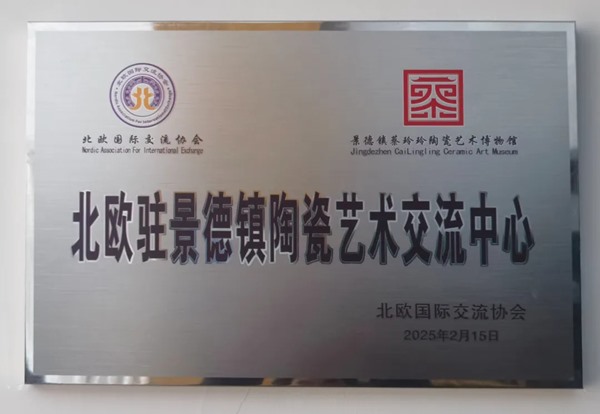 北欧国际交流协会
Nordic Association For International Exchange
景德镇蔡玲玲陶瓷艺术博物馆
Jingdezhen CaiLingling Ceramic Art Museum
北欧驻景德镇陶瓷艺术交流中心
北欧国际交流协会
2025年2月15日